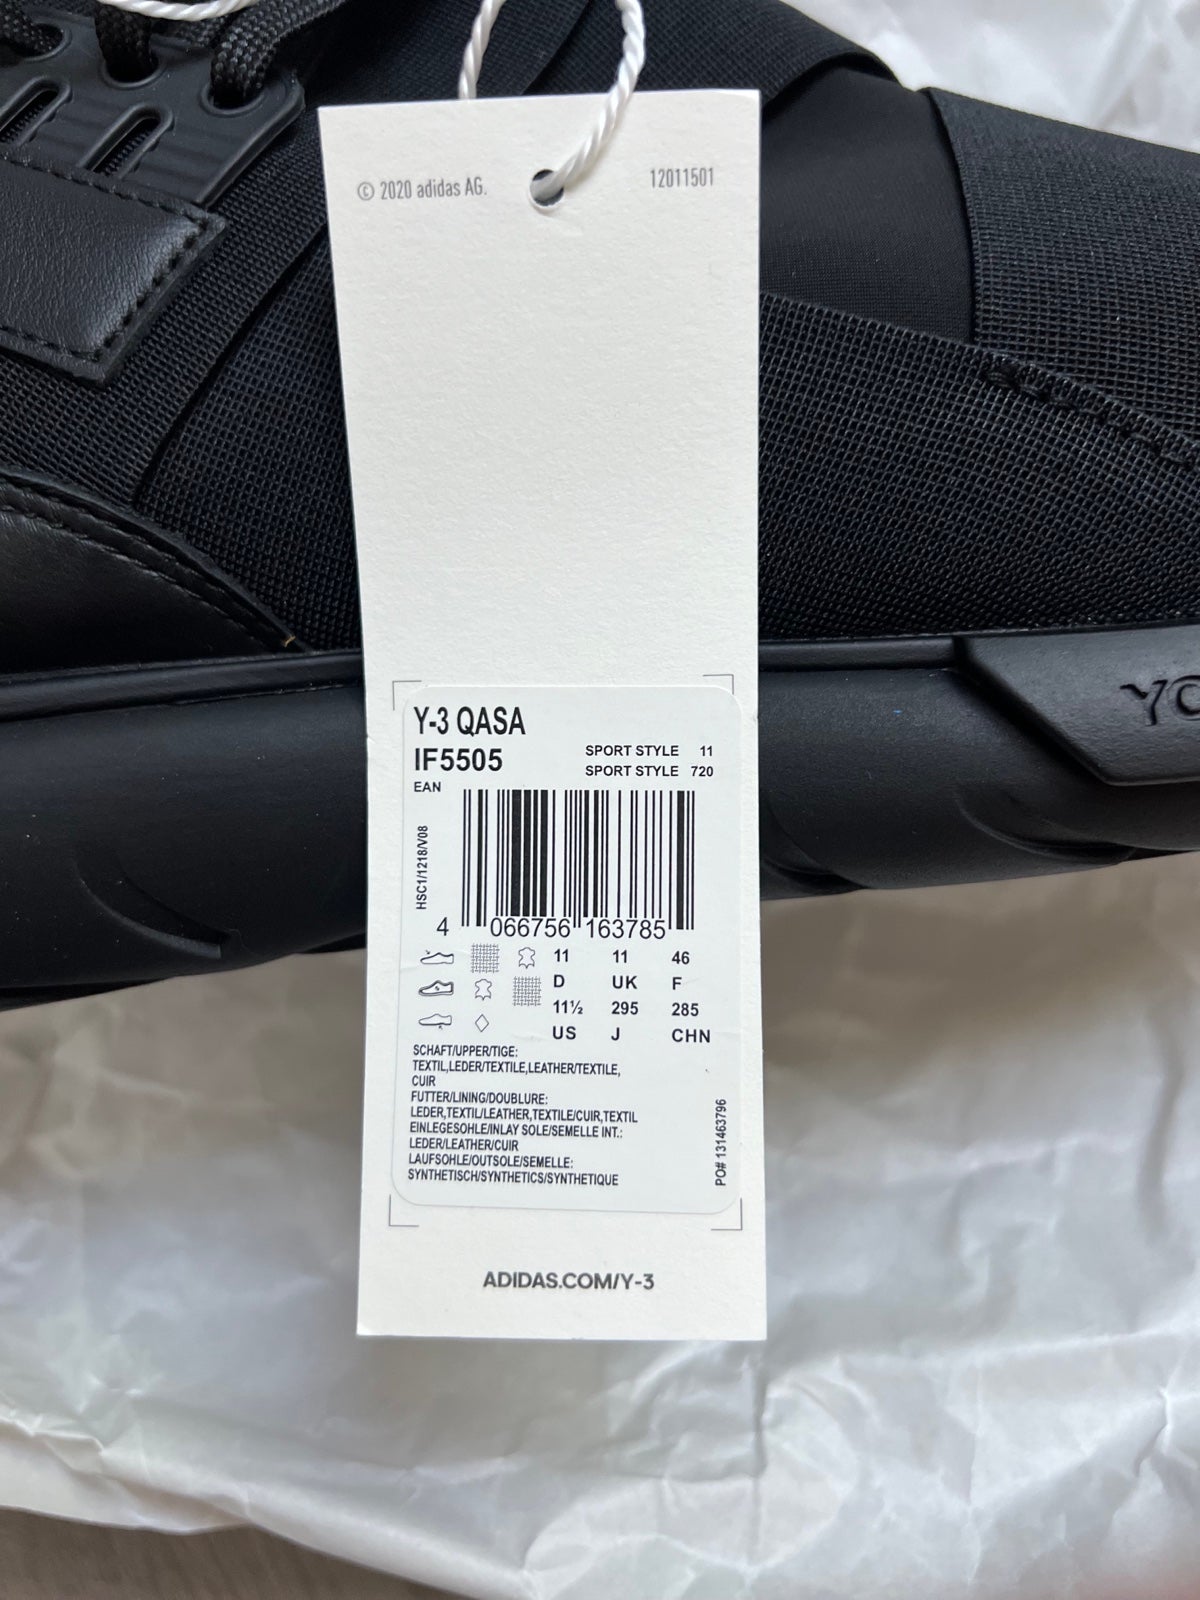 © 2020 adidas AG. 12011501
Y-3 QASA
IF5505
SPORT STYLE 11
SPORT STYLE 720
EAN
HSC1/1218/V08
4 066756 163785
11 11 46
D UK F
11½ 295 285
US J CHN
SCHAFT/UPPER/TIGE:
TEXTIL,LEDER/TEXTILE,LEATHER/TEXTILE,
CUIR
FUTTER/LINING/DOUBLURE:
LEDER,TEXTIL/LEATHER,TEXTILE/CUIR,TEXTIL
EINLEGESOHLE/INLAY SOLE/SEMELLE INT.:
LEDER/LEATHER/CUIR
LAUFSOHLE/OUTSOLE/SEMELLE:
SYNTHETISCH/SYNTHETICS/SYNTHETIQUE
PO# 131463796
ADIDAS.COM/Y-3